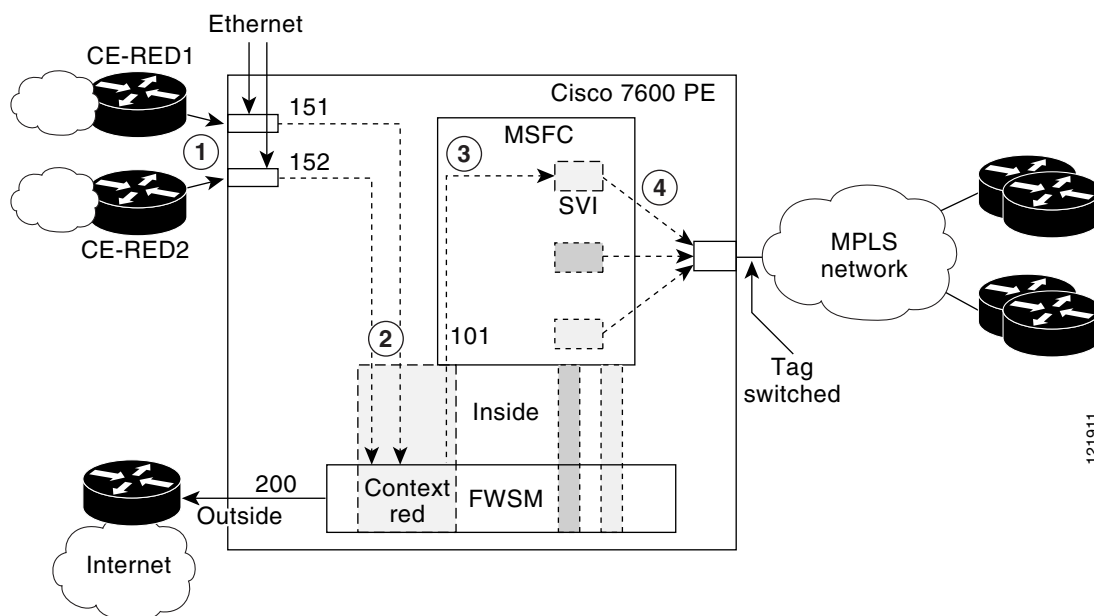 Ethernet
CE-RED1
Cisco 7600 PE
151
MSFC
1
3
152
4
SVI
CE-RED2
MPLS
network
2
101
Tag
switched
Inside
121911
200
Context
red
FWSM
Outside
Internet